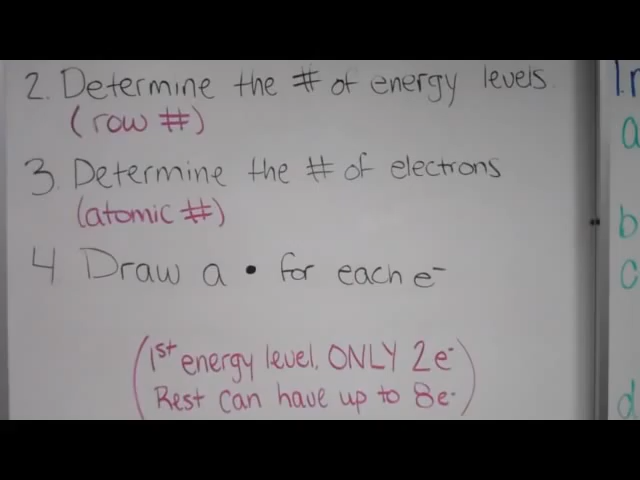 2. Determine the # of energy levels.
(row #)
3. Determine the # of electrons
(atomic #)
4 Draw a • for each e-
(1st energy level. ONLY 2e-
Rest can have up to 8e-)
a
b
c
d